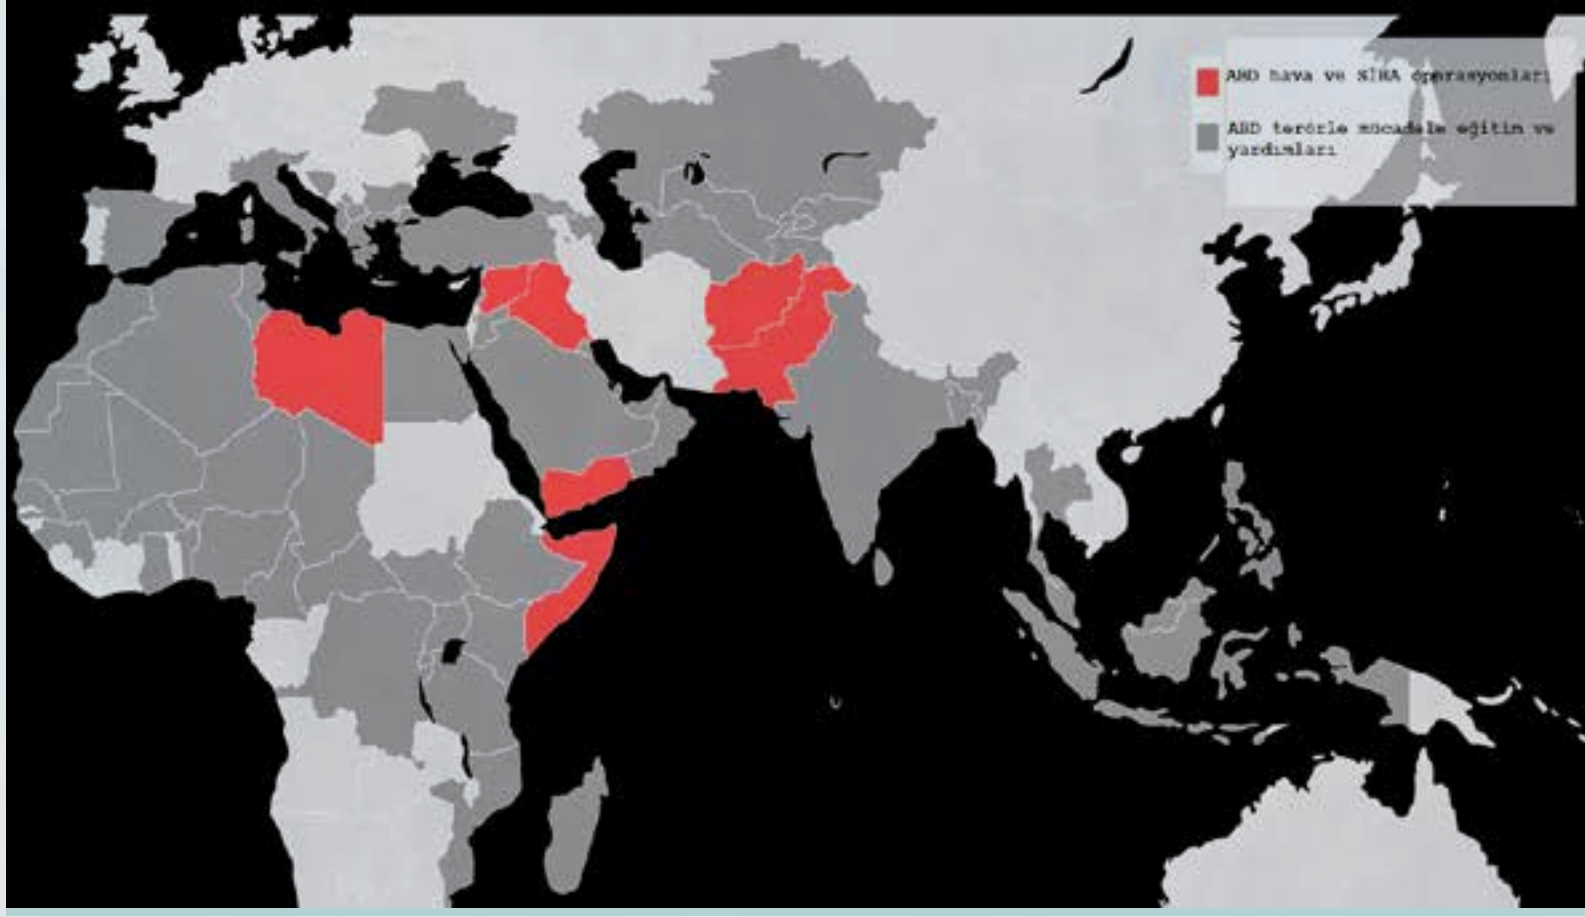 ABD hava ve SİHA operasyonları
ABD terörle mücadele eğitim ve
yardımları